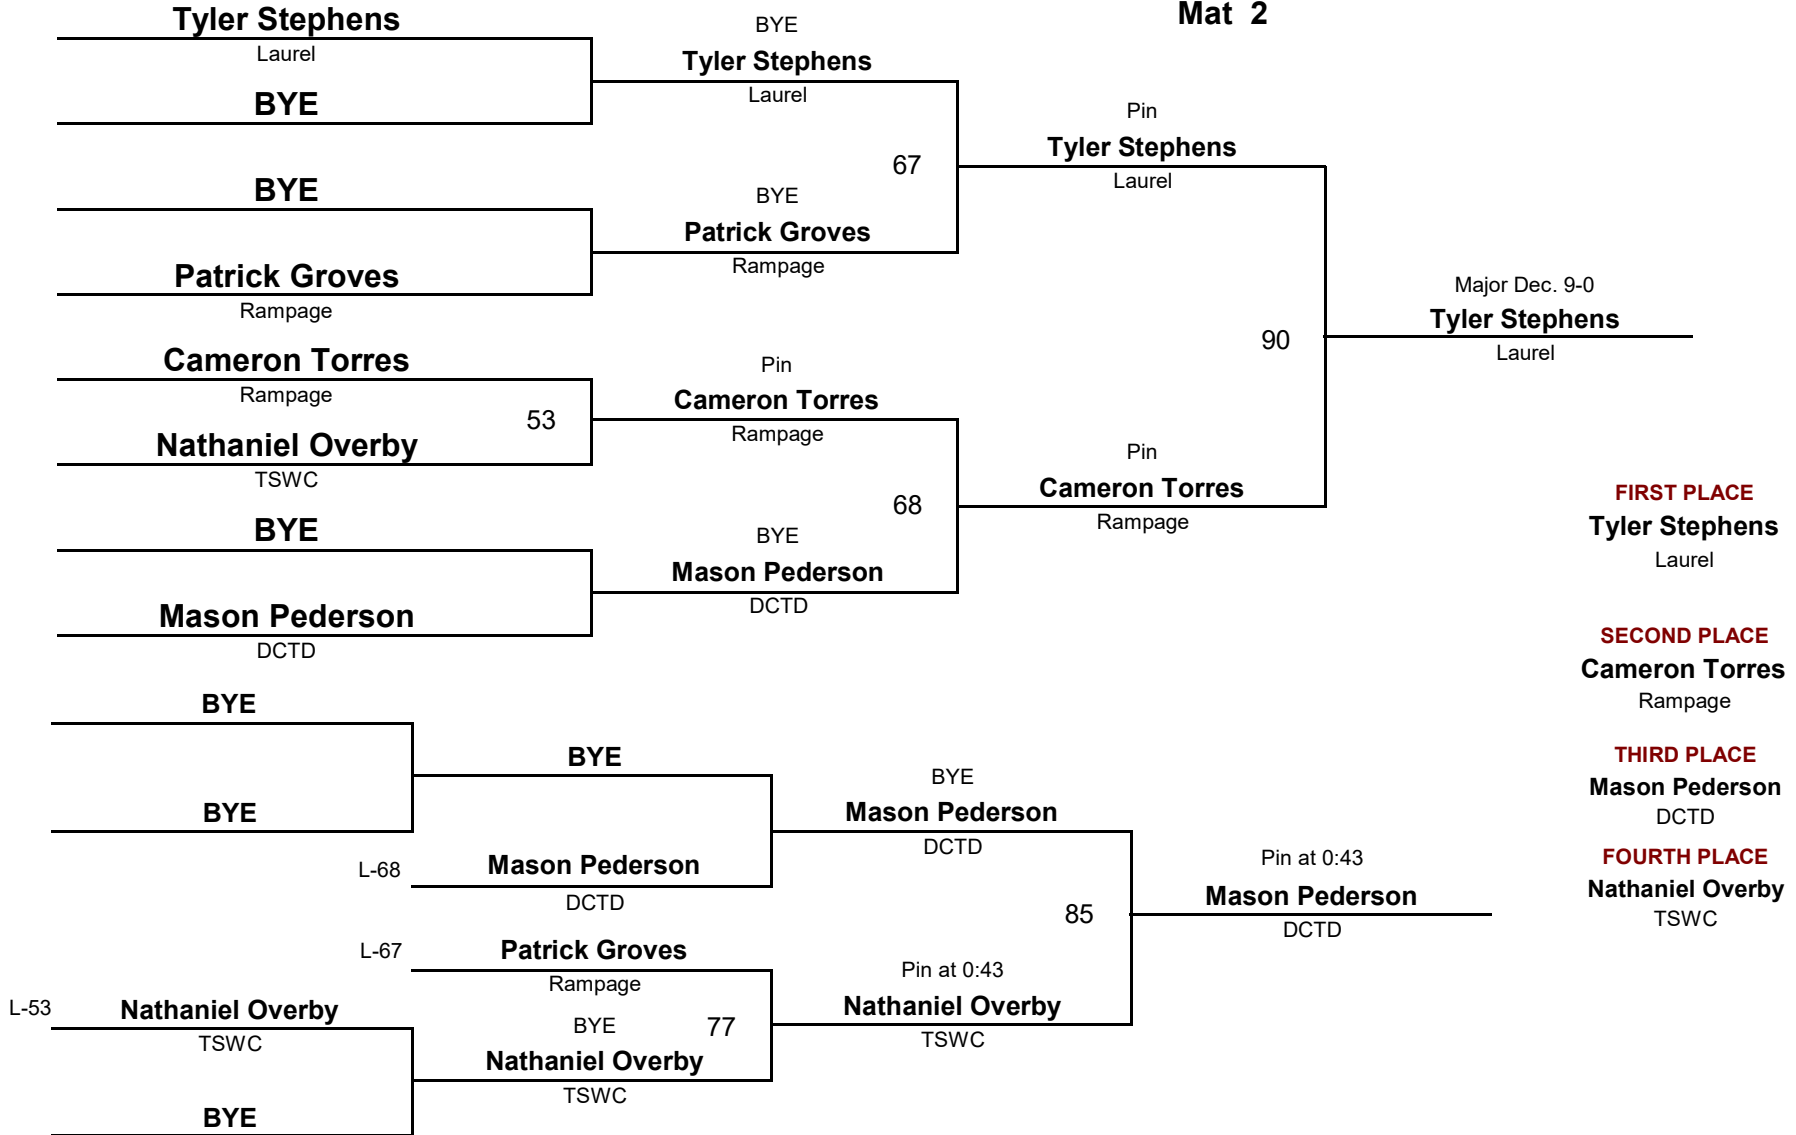 Mat 2
Tyler Stephens
Laurel
BYE
BYE
Patrick Groves
Rampage
Cameron Torres
Rampage
53
Nathaniel Overby
TSWC
BYE
Mason Pederson
DCTD
BYE
Tyler Stephens
Laurel
67
BYE
Patrick Groves
Rampage
Pin
Cameron Torres
Rampage
68
BYE
Mason Pederson
DCTD
Pin
Tyler Stephens
Laurel
90
Pin
Cameron Torres
Rampage
Major Dec. 9-0
Tyler Stephens
Laurel
FIRST PLACE
Tyler Stephens
Laurel
SECOND PLACE
Cameron Torres
Rampage
THIRD PLACE
Mason Pederson
DCTD
FOURTH PLACE
Nathaniel Overby
TSWC
BYE
BYE
L-53
Nathaniel Overby
TSWC
BYE
BYE
L-68
Mason Pederson
DCTD
L-67
Patrick Groves
Rampage
BYE
77
Nathaniel Overby
TSWC
BYE
Mason Pederson
DCTD
85
Pin at 0:43
Nathaniel Overby
TSWC
Pin at 0:43
Mason Pederson
DCTD